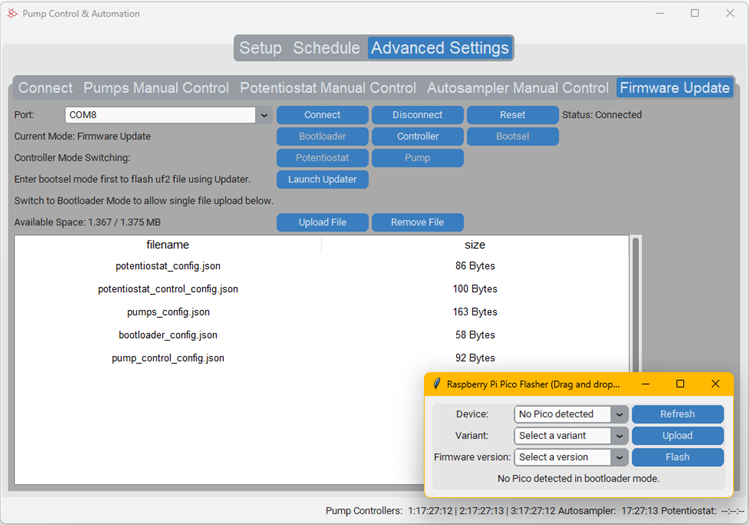 Pump Control & Automation
Setup Schedule Advanced Settings
Connect Pumps Manual Control Potentiostat Manual Control Autosampler Manual Control Firmware Update
Port: COM8 Connect Disconnect Reset Status: Connected
Current Mode: Firmware Update Bootloader Controller Bootsel
Controller Mode Switching: Potentiostat Pump
Enter bootsel mode first to flash uf2 file using Updater. Launch Updater
Switch to Bootloader Mode to allow single file upload below.
Available Space: 1.367 / 1.375 MB Upload File Remove File
filename size
potentiostat_config.json 86 Bytes
potentiostat_control_config.json 100 Bytes
pumps_config.json 163 Bytes
bootloader_config.json 58 Bytes
pump_control_config.json 92 Bytes
Raspberry Pi Pico Flasher (Drag and drop...
Device: No Pico detected Refresh
Variant: Select a variant Upload
Firmware version: Select a version Flash
No Pico detected in bootloader mode.
Pump Controllers: 1:17:27:12 | 2:17:27:13 | 3:17:27:12 Autosampler: 17:27:13 Potentiostat: --:--:--